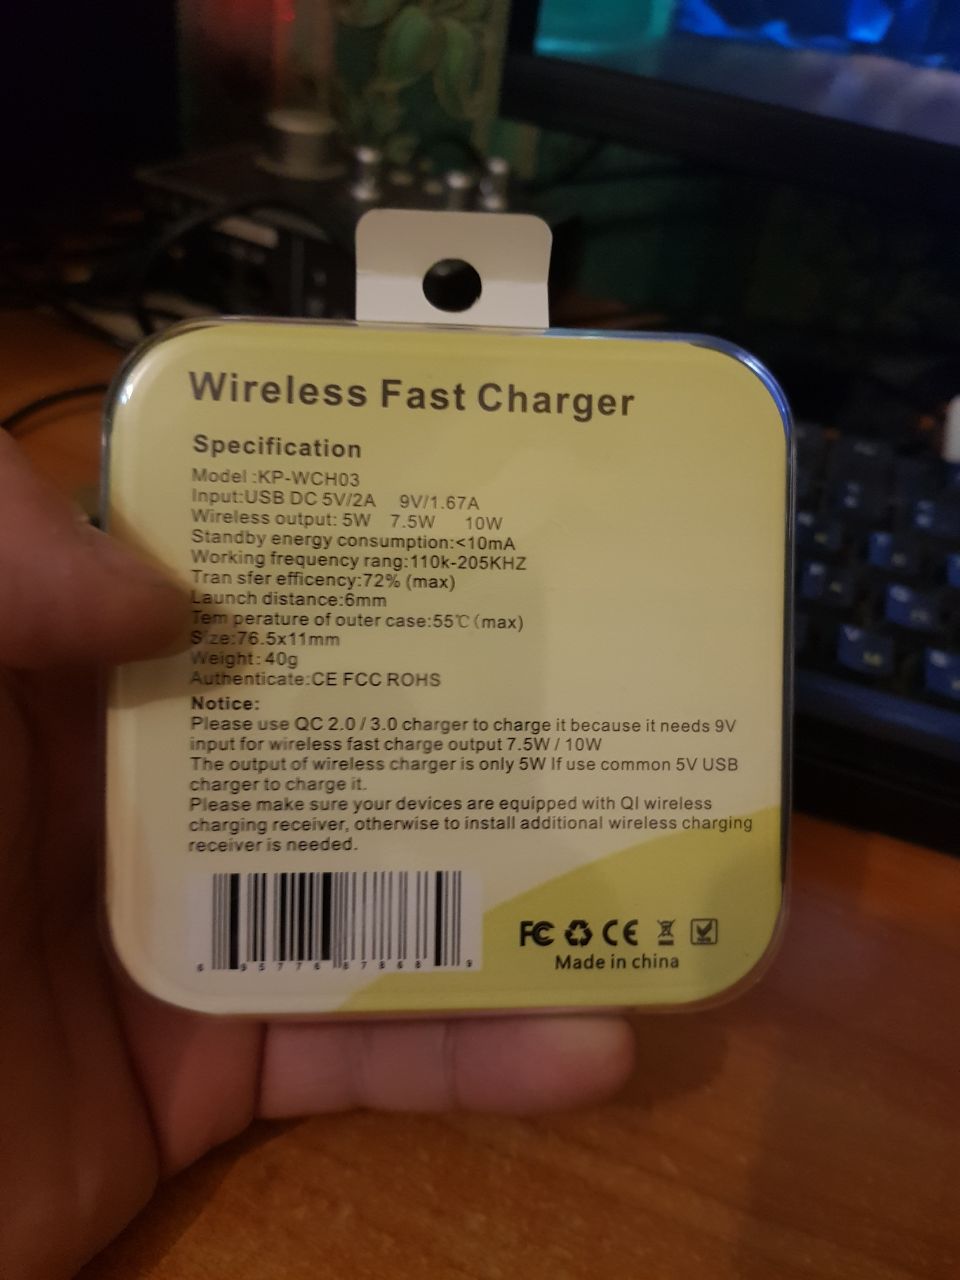 Wireless Fast Charger
Specification
Model :KP-WCH03
Input:USB DC 5V/2A 9V/1.67A
Wireless output: 5W 7.5W 10W
Standby energy consumption:<10mA
Working frequency rang:110k-205KHZ
Tran sfer efficency:72% (max)
Launch distance:6mm
Tem perature of outer case:55℃(max)
Size:76.5x11mm
Weight: 40g
Authenticate:CE FCC ROHS
Notice:
Please use QC 2.0 / 3.0 charger to charge it because it needs 9V
input for wireless fast charge output 7.5W / 10W
The output of wireless charger is only 5W If use common 5V USB
charger to charge it.
Please make sure your devices are equipped with QI wireless
charging receiver, otherwise to install additional wireless charging
receiver is needed.
FC CE
Made in china